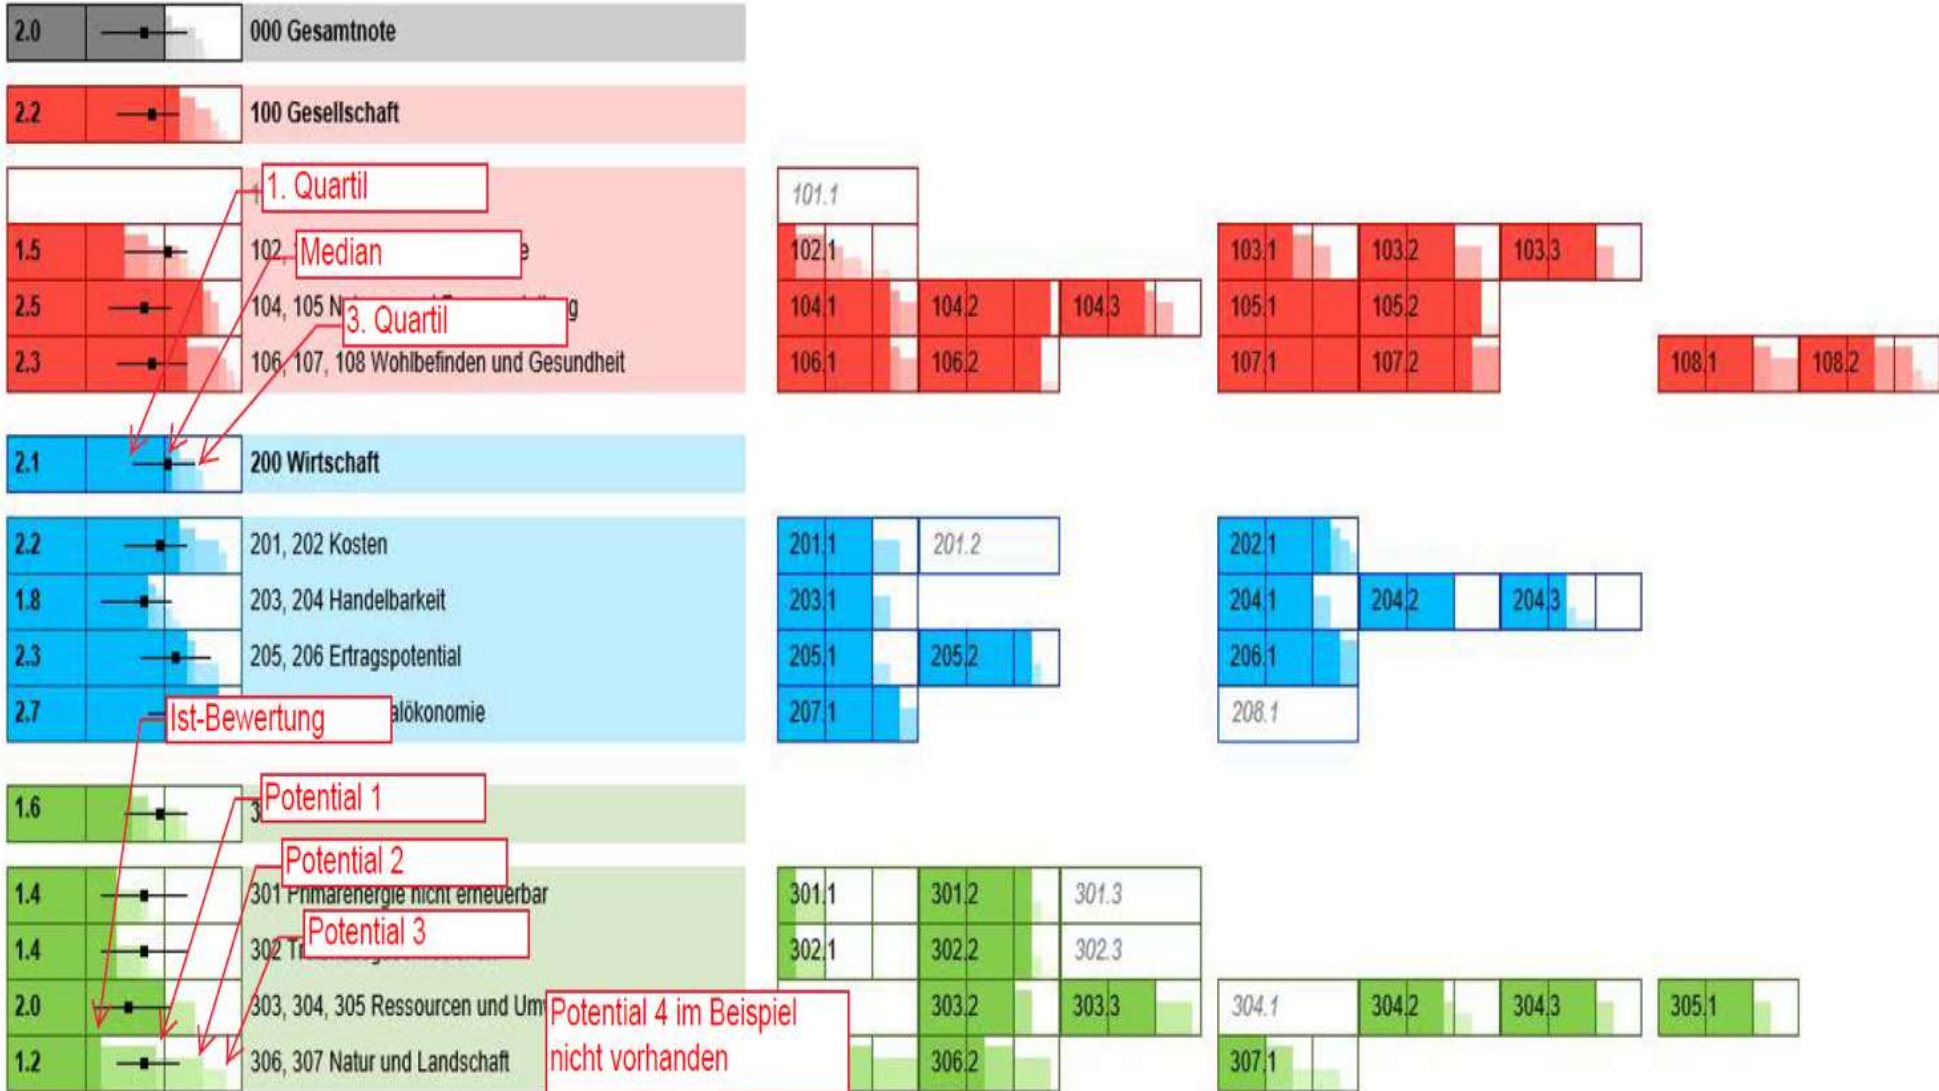 2.0 000 Gesamtnote
2.2 100 Gesellschaft
1. Quartil 101.1
1.5 102, Median e 102.1 103.1 103.2 103.3
2.5 104, 105 3. Quartil g 104.1 104.2 104.3 105.1 105.2
2.3 106, 107, 108 Wohlbefinden und Gesundheit 106.1 106.2 107.1 107.2 108.1 108.2
2.1 200 Wirtschaft
2.2 201, 202 Kosten 201.1 201.2 202.1
1.8 203, 204 Handelbarkeit 203.1 204.1 204.2 204.3
2.3 205, 206 Ertragspotential 205.1 205.2 206.1
2.7 Ist-Bewertung alökonomie 207.1 208.1
1.6 3 Potential 1
Potential 2
1.4 301 Primärenergie nicht erneuerbar 301.1 301.2 301.3
Potential 3
1.4 302 302.1 302.2 302.3
2.0 303, 304, 305 Ressourcen und Um 303.2 303.3 304.1 304.2 304.3 305.1
Potential 4 im Beispiel
nicht vorhanden
1.2 306, 307 Natur und Landschaft 306.2 307.1